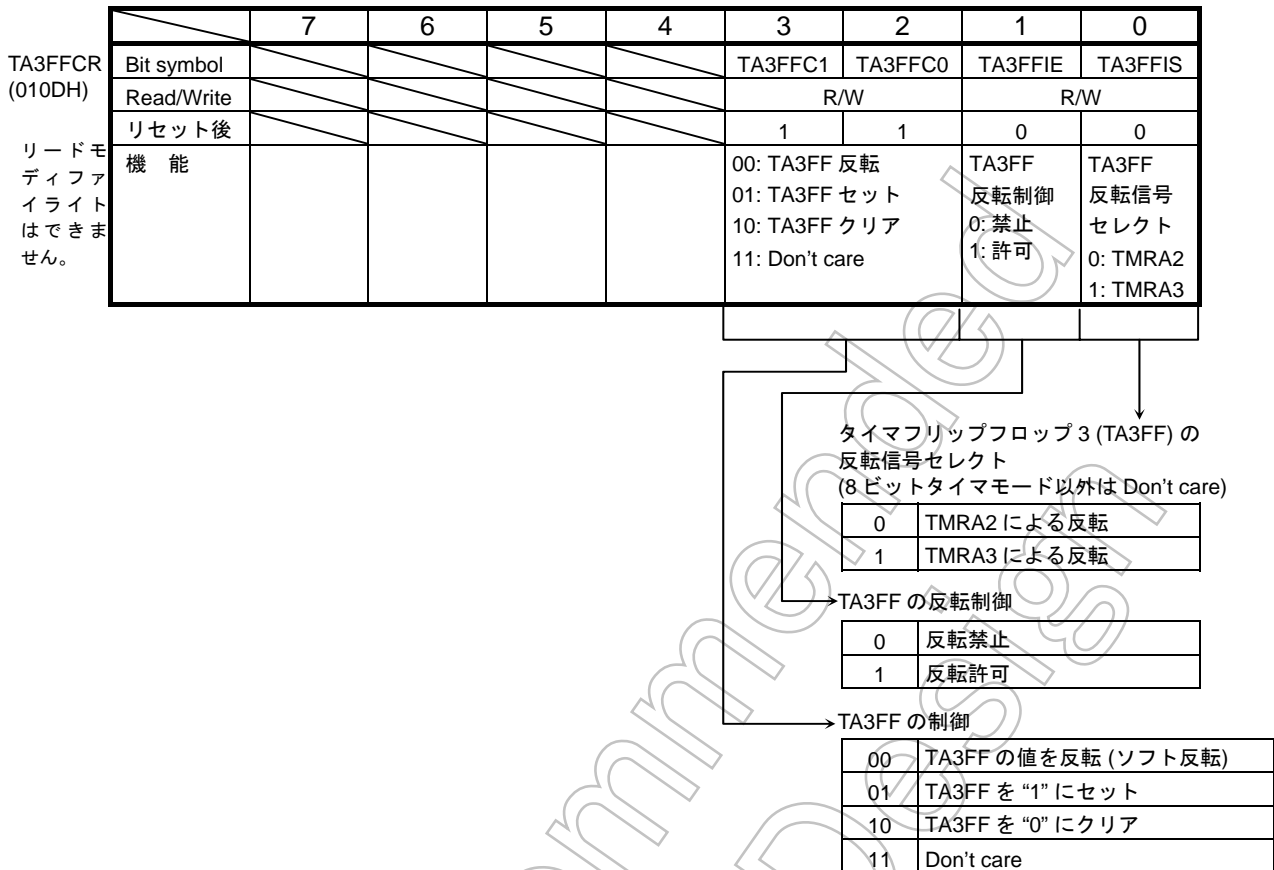 7 6 5 4 3 2 1 0
TA3FFCR
(010DH)
Bit symbol TA3FFC1 TA3FFC0 TA3FFIE TA3FFIS
Read/Write R/W R/W
リセット後 1 1 0 0
リードモ
ディファ
イライト
はできま
せん。
機 能
00: TA3FF 反転
01: TA3FF セット
10: TA3FF クリア
11: Don't care
TA3FF
反転制御
0: 禁止
1: 許可
TA3FF
反転信号
セレクト
0: TMRA2
1: TMRA3
タイマフリップフロップ 3 (TA3FF) の
反転信号セレクト
(8 ビットタイマモード以外は Don't care)
0 TMRA2 による反転
1 TMRA3 による反転
TA3FF の反転制御
0 反転禁止
1 反転許可
TA3FF の制御
00 TA3FF の値を反転 (ソフト反転)
01 TA3FF を “1” にセット
10 TA3FF を “0” にクリア
11 Don't care
mmended
Design